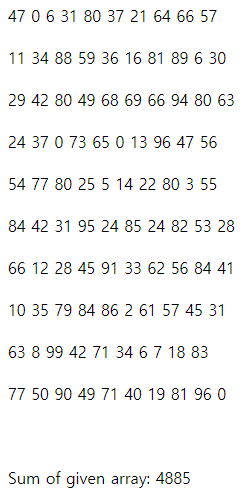 47 0 6 31 80 37 21 64 66 57
11 34 88 59 36 16 81 89 6 30
29 42 80 49 68 69 66 94 80 63
24 37 0 73 65 0 13 96 47 56
54 77 80 25 5 14 22 80 3 55
84 42 31 95 24 85 24 82 53 28
66 12 28 45 91 33 62 56 84 41
10 35 79 84 86 2 61 57 45 31
63 8 99 42 71 34 6 7 18 83
77 50 90 49 71 40 19 81 96 0
Sum of given array: 4885